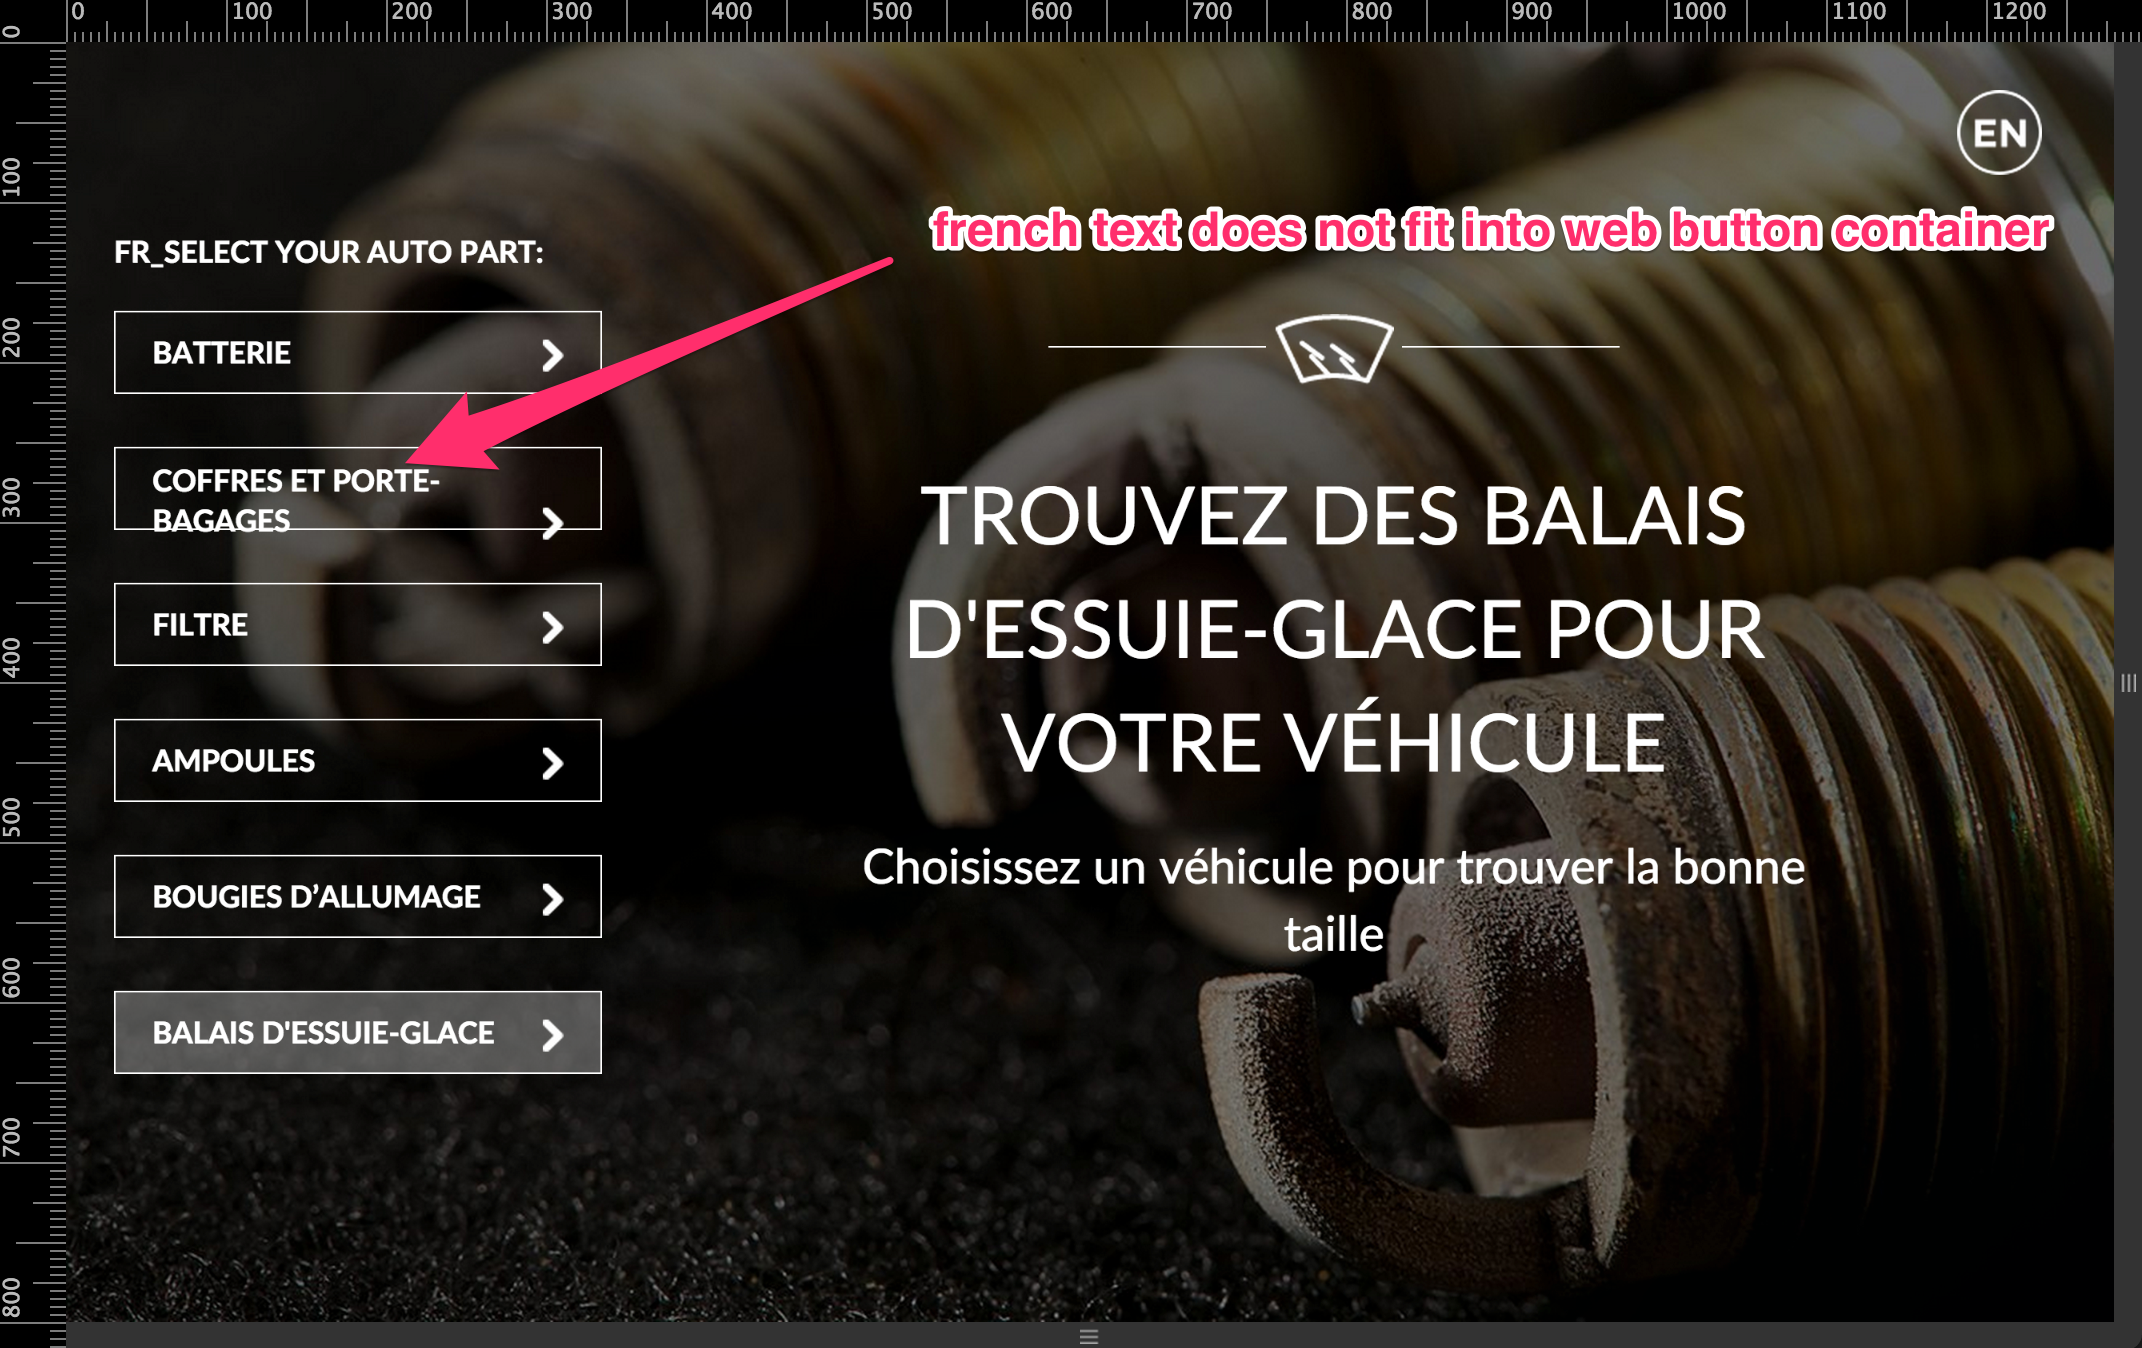 0 100 200 300 400 500 600 700 800 900 1000 1100 1200
0
100
200
300
400
500
600
700
800
EN
french text does not fit into web button container
FR_SELECT YOUR AUTO PART:
BATTERIE
COFFRES ET PORTE-
BAGAGES
FILTRE
AMPOULES
BOUGIES D’ALLUMAGE
BALAIS D'ESSUIE-GLACE
TROUVEZ DES BALAIS
D'ESSUIE-GLACE POUR
VOTRE VÉHICULE
Choisissez un véhicule pour trouver la bonne
taille